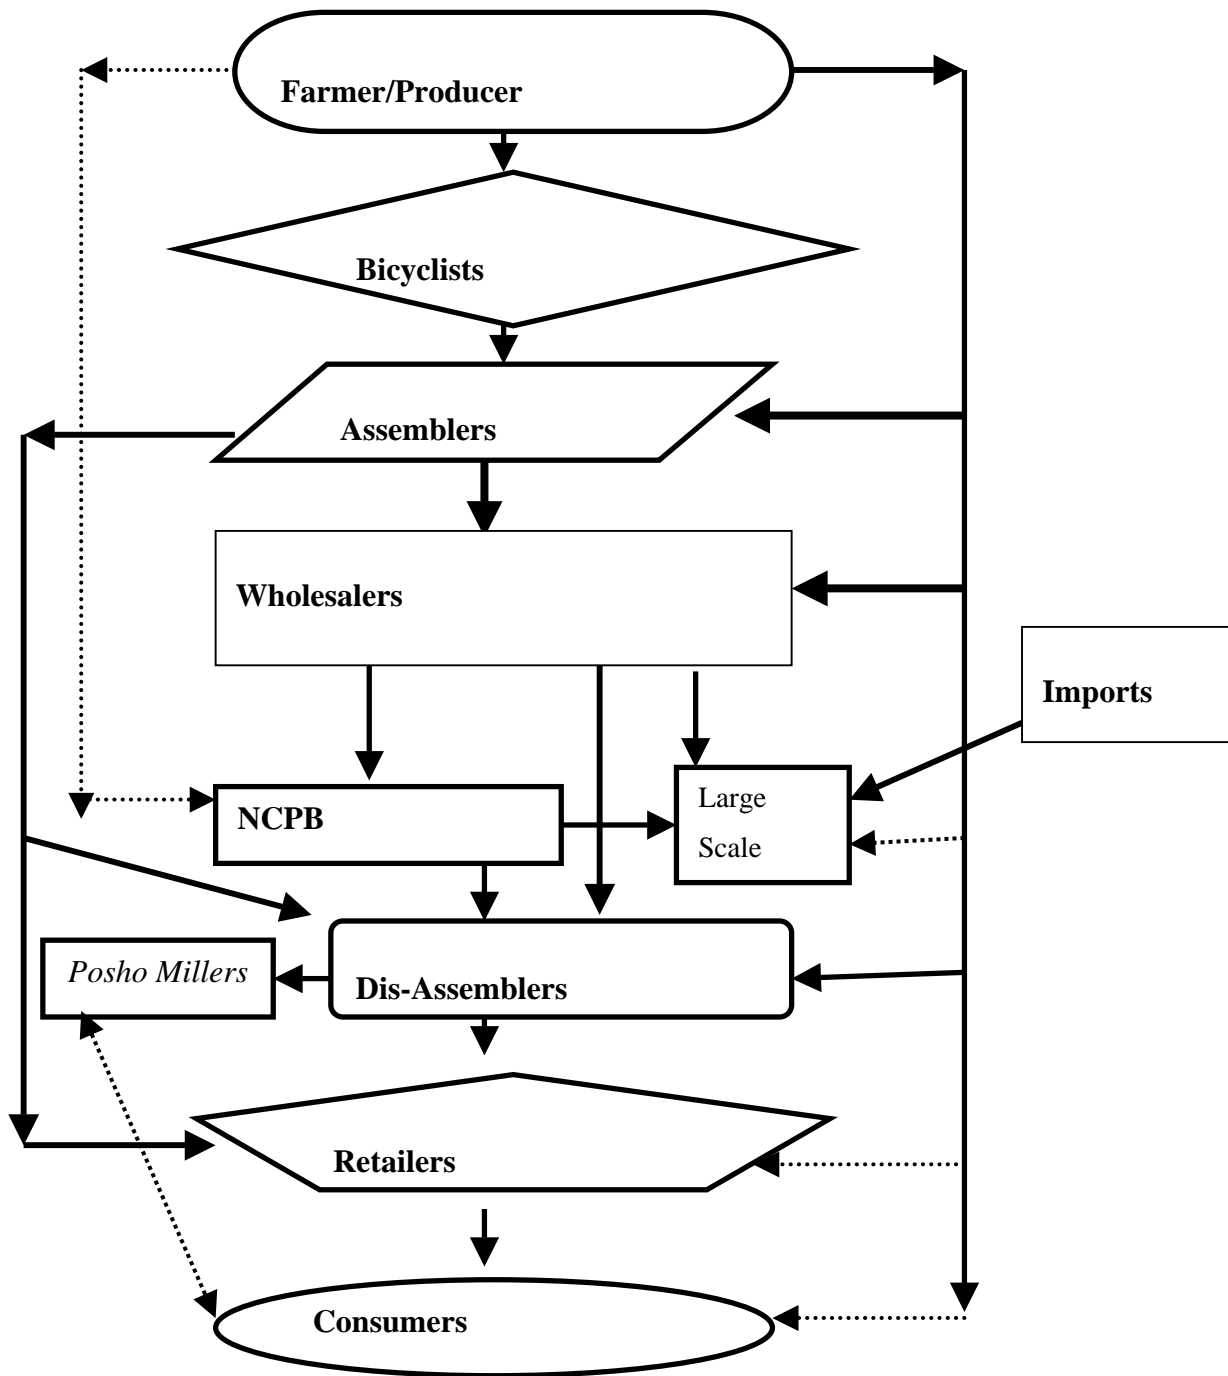 Farmer/Producer
Bicyclists
Assemblers
Wholesalers
Imports
Large
NCPB
Scale
Posho Millers
Dis-Assemblers
Retailers
Consumers